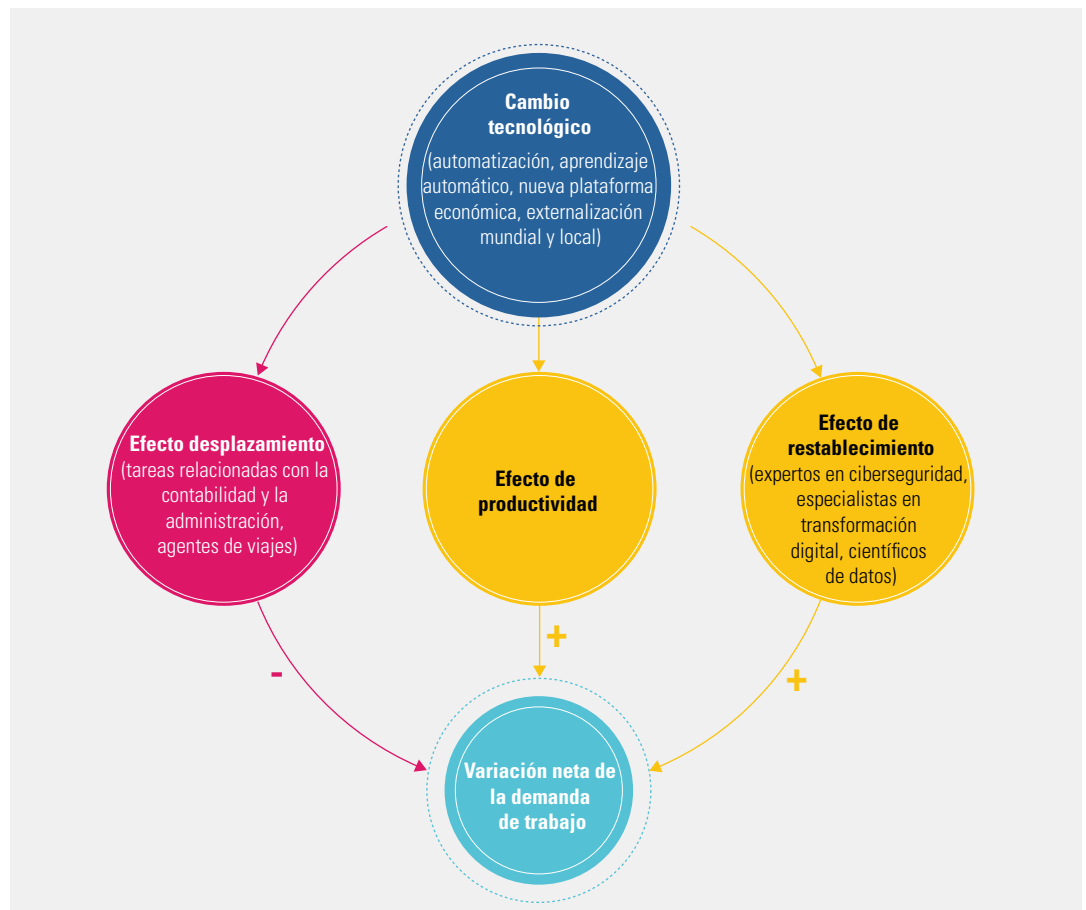 Cambio
tecnológico
(automatización, aprendizaje
automático, nueva plataforma
económica, externalización
mundial y local)
Efecto desplazamiento
(tareas relacionadas con la
contabilidad y la
administración,
agentes de viajes)
Efecto de
productividad
Efecto de
restablecimiento
(expertos en ciberseguridad,
especialistas en
transformación
digital, científicos
de datos)
-
+
+
Variación neta de
la demanda
de trabajo